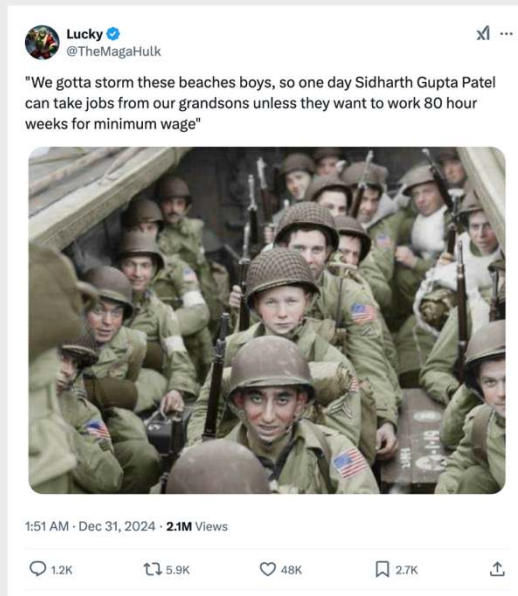 Lucky
@TheMagaHulk
"We gotta storm these beaches boys, so one day Sidharth Gupta Patel
can take jobs from our grandsons unless they want to work 80 hour
weeks for minimum wage"
1:51 AM · Dec 31, 2024 · 2.1M Views
1.2K 5.9K 48K 2.7K